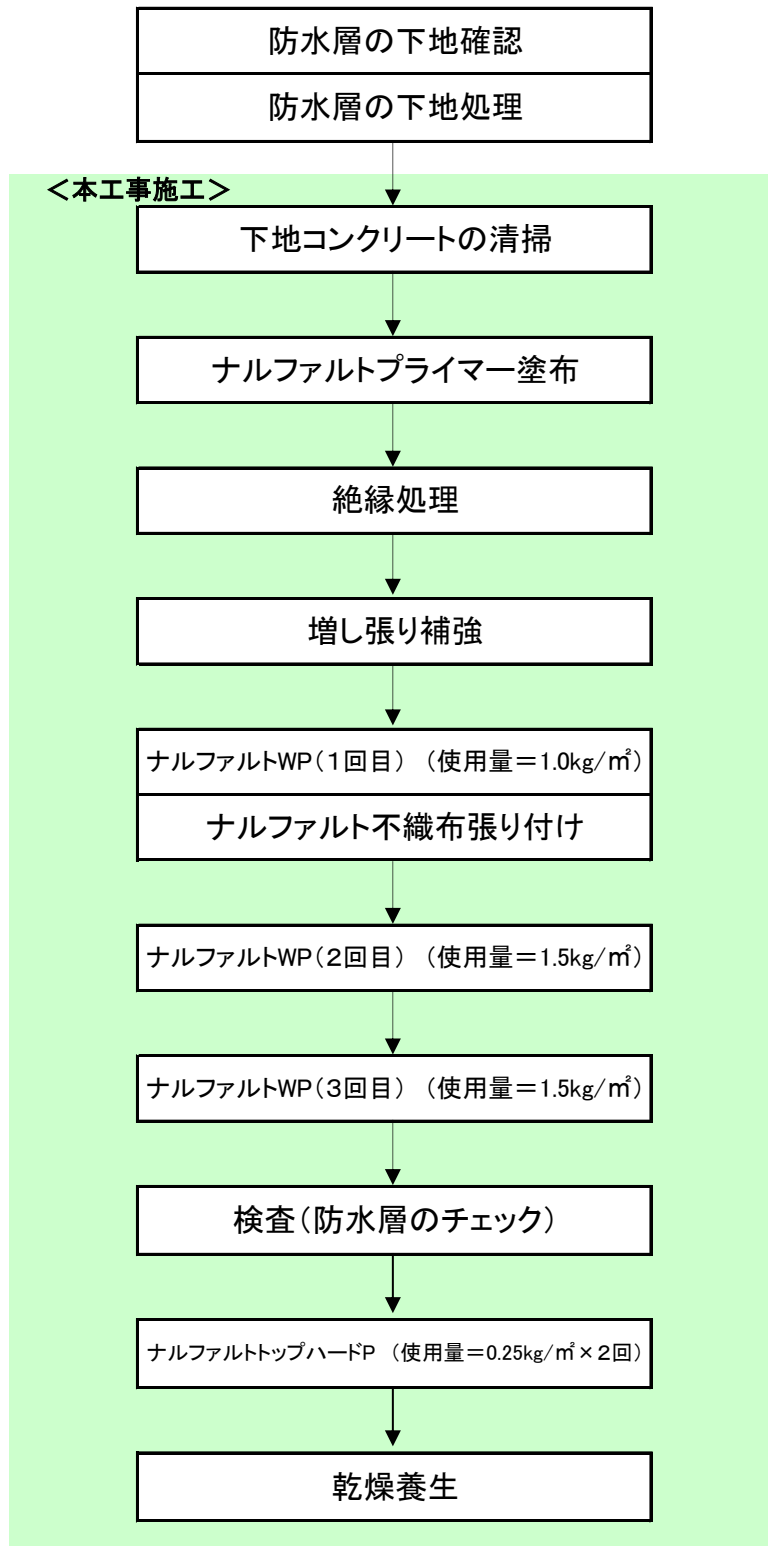 防水層の下地確認
防水層の下地処理
＜本工事施工＞
下地コンクリートの清掃
ナルファルトプライマー塗布
絶縁処理
増し張り補強
ナルファルトWP（１回目）　（使用量＝1.0kg/㎡）
ナルファルト不織布張り付け
ナルファルトWP（２回目）　（使用量＝1.5kg/㎡）
ナルファルトWP（３回目）　（使用量＝1.5kg/㎡）
検査（防水層のチェック）
ナルファルトトップハードP　（使用量＝0.25kg/㎡×２回）
乾燥養生